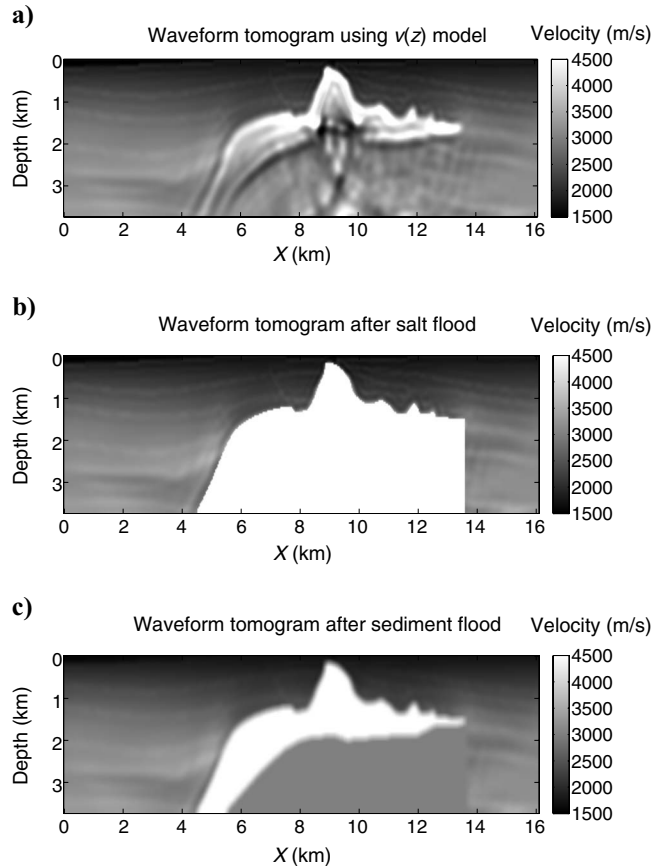 a)
Waveform tomogram using v(z) model
Velocity (m/s)
Depth (km)
0
1
2
3
0 2 4 6 8 10 12 14 16
X (km)
4500
4000
3500
3000
2500
2000
1500
b)
Waveform tomogram after salt flood
Velocity (m/s)
Depth (km)
0
1
2
3
0 2 4 6 8 10 12 14 16
X (km)
4500
4000
3500
3000
2500
2000
1500
c)
Waveform tomogram after sediment flood
Velocity (m/s)
Depth (km)
0
1
2
3
0 2 4 6 8 10 12 14 16
X (km)
4500
4000
3500
3000
2500
2000
1500